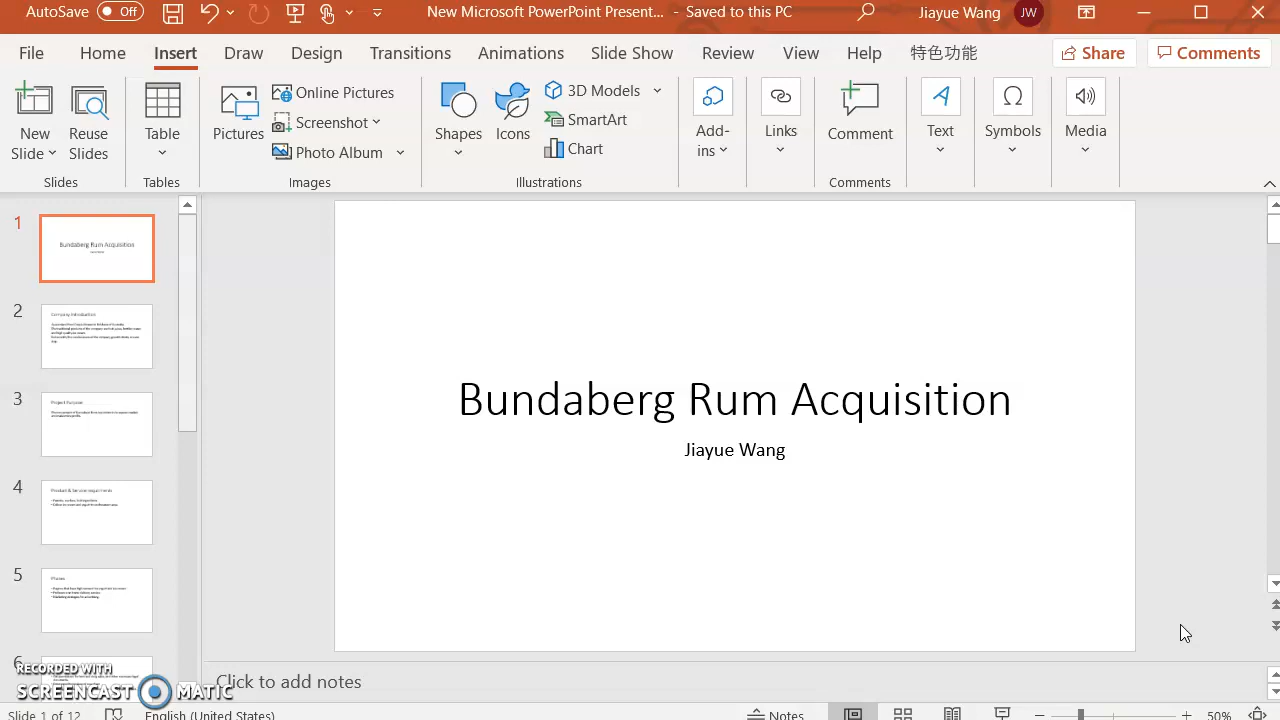 AutoSave Off New Microsoft PowerPoint Present... - Saved to this PC Jiayue Wang JW
File Home Insert Draw Design Transitions Animations Slide Show Review View Help 特色功能 Share Comments
New Slide
Reuse Slides
Slides
Table
Tables
Pictures
Online Pictures
Screenshot
Photo Album
Images
Shapes
Icons
3D Models
SmartArt
Chart
Illustrations
Add-ins
Links
Comment
Comments
Text
Symbols
Media
1
Bundaberg Rum Acquisition
2
Company Introduction
3
Project Purpose
4
Product & Service requirments
5
Phases
6
Bundaberg Rum Acquisition
Jiayue Wang
RECORDED WITH
SCREENCAST MATIC
Click to add notes
Slide 1 of 12 English (United States) Notes 50%